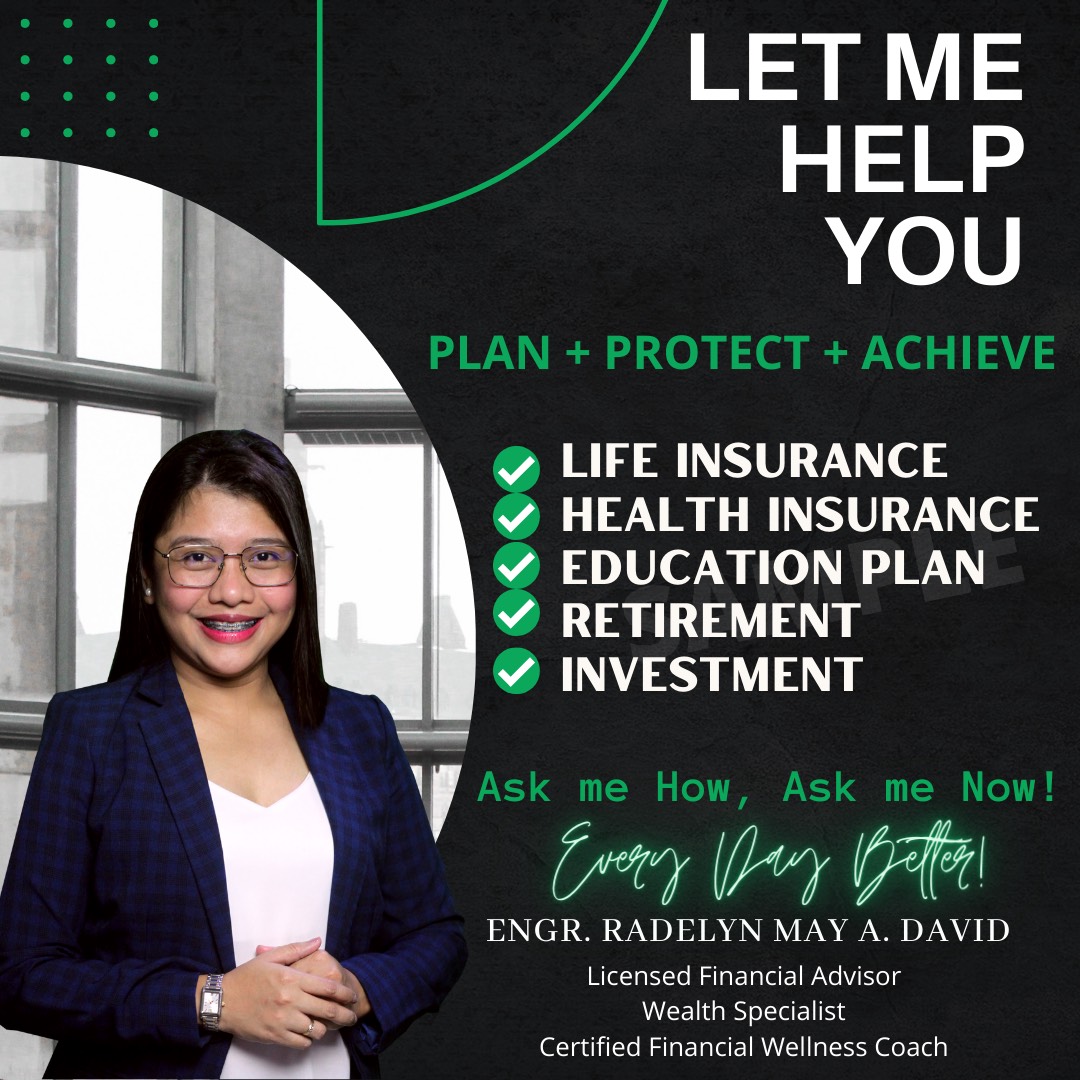 LET ME
HELP
YOU
PLAN + PROTECT + ACHIEVE
LIFE INSURANCE
HEALTH INSURANCE
EDUCATION PLAN
RETIREMENT
INVESTMENT
SAMPLE
Ask me How, Ask me Now!
Every Day Better!
ENGR. RADELYN MAY A. DAVID
Licensed Financial Advisor
Wealth Specialist
Certified Financial Wellness Coach